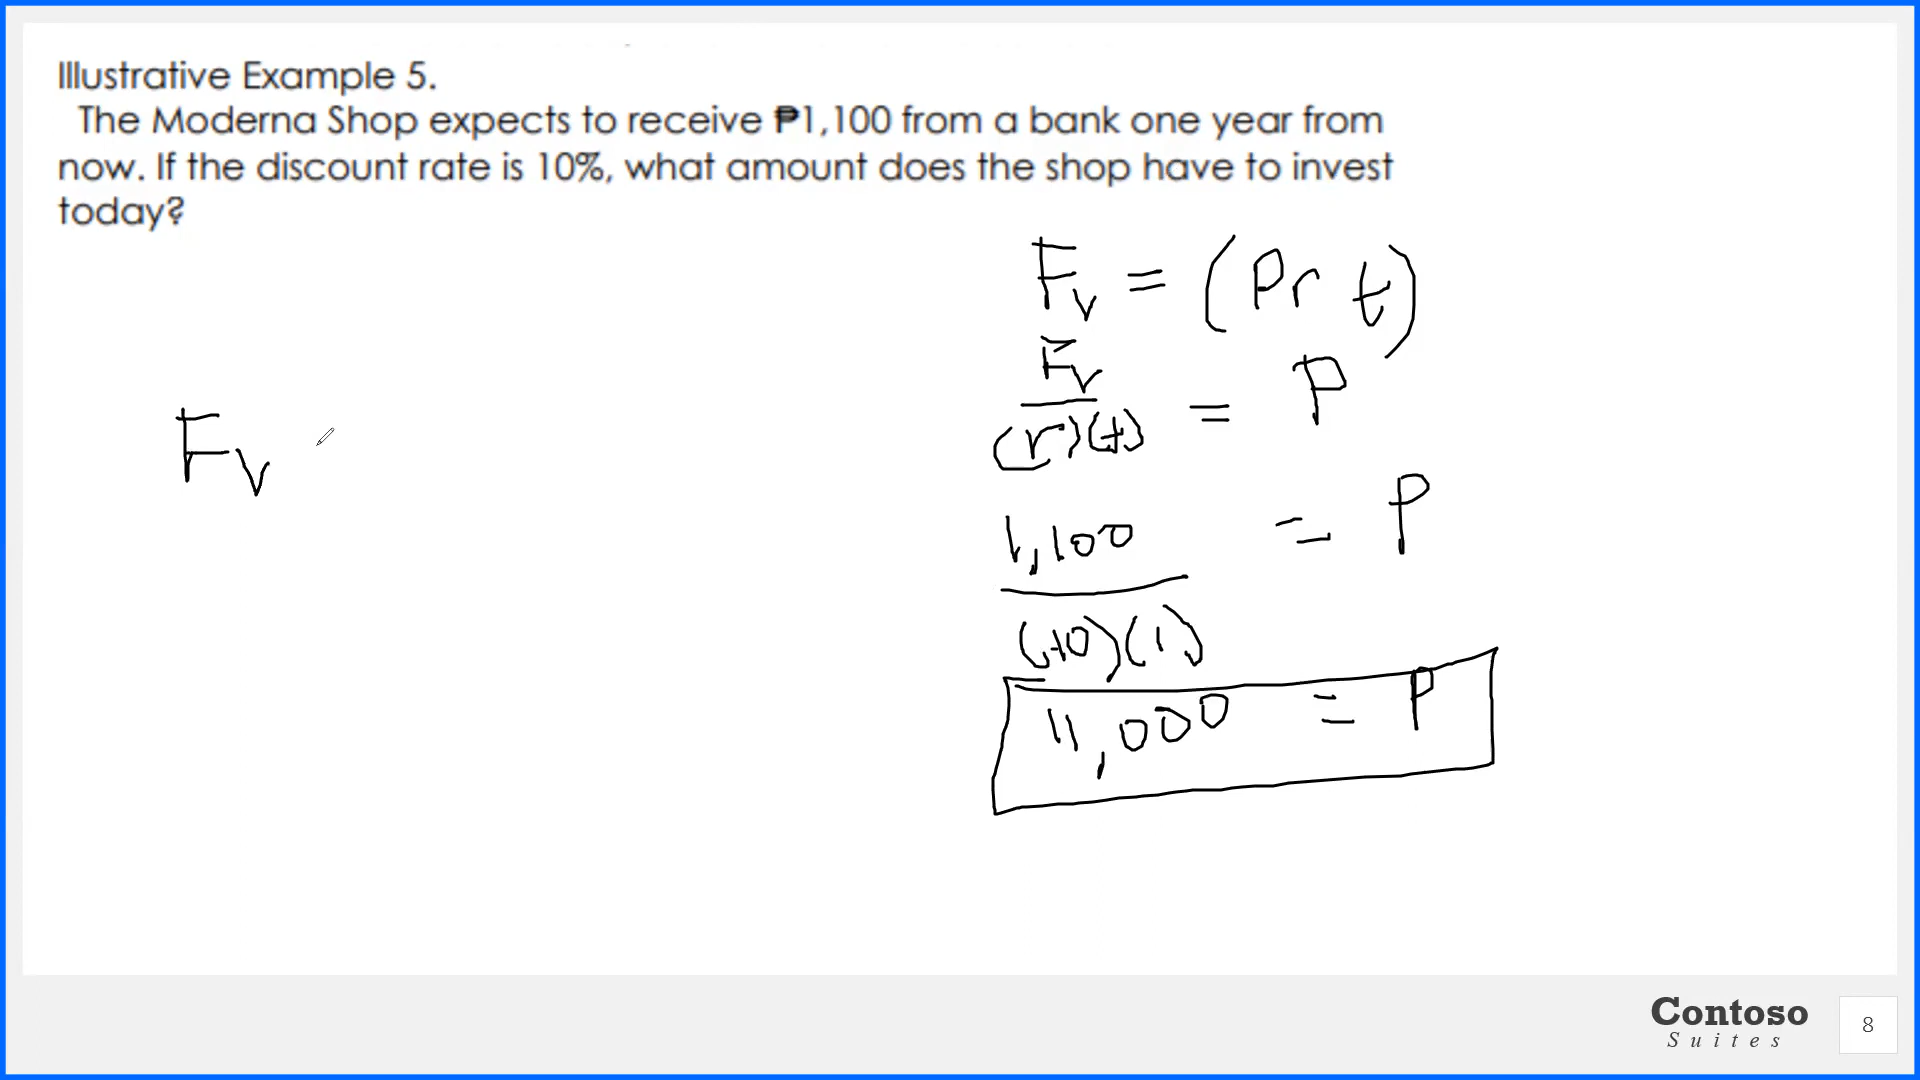 Illustrative Example 5.
The Moderna Shop expects to receive ₱1,100 from a bank one year from
now. If the discount rate is 10%, what amount does the shop have to invest
today?
Fv = (Pr t)
Fv
(r)(t)
= P
1,100
(.10)(1)
= P
11,000 = P
Fv
Contoso
Suites
8